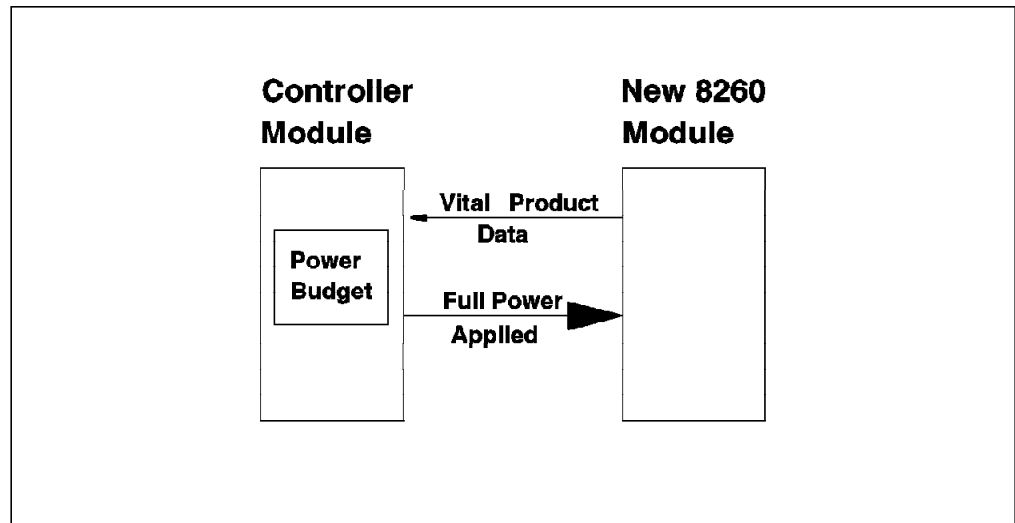 Controller
Module
New 8260
Module
Vital Product
Data
Power
Budget
Full Power
Applied